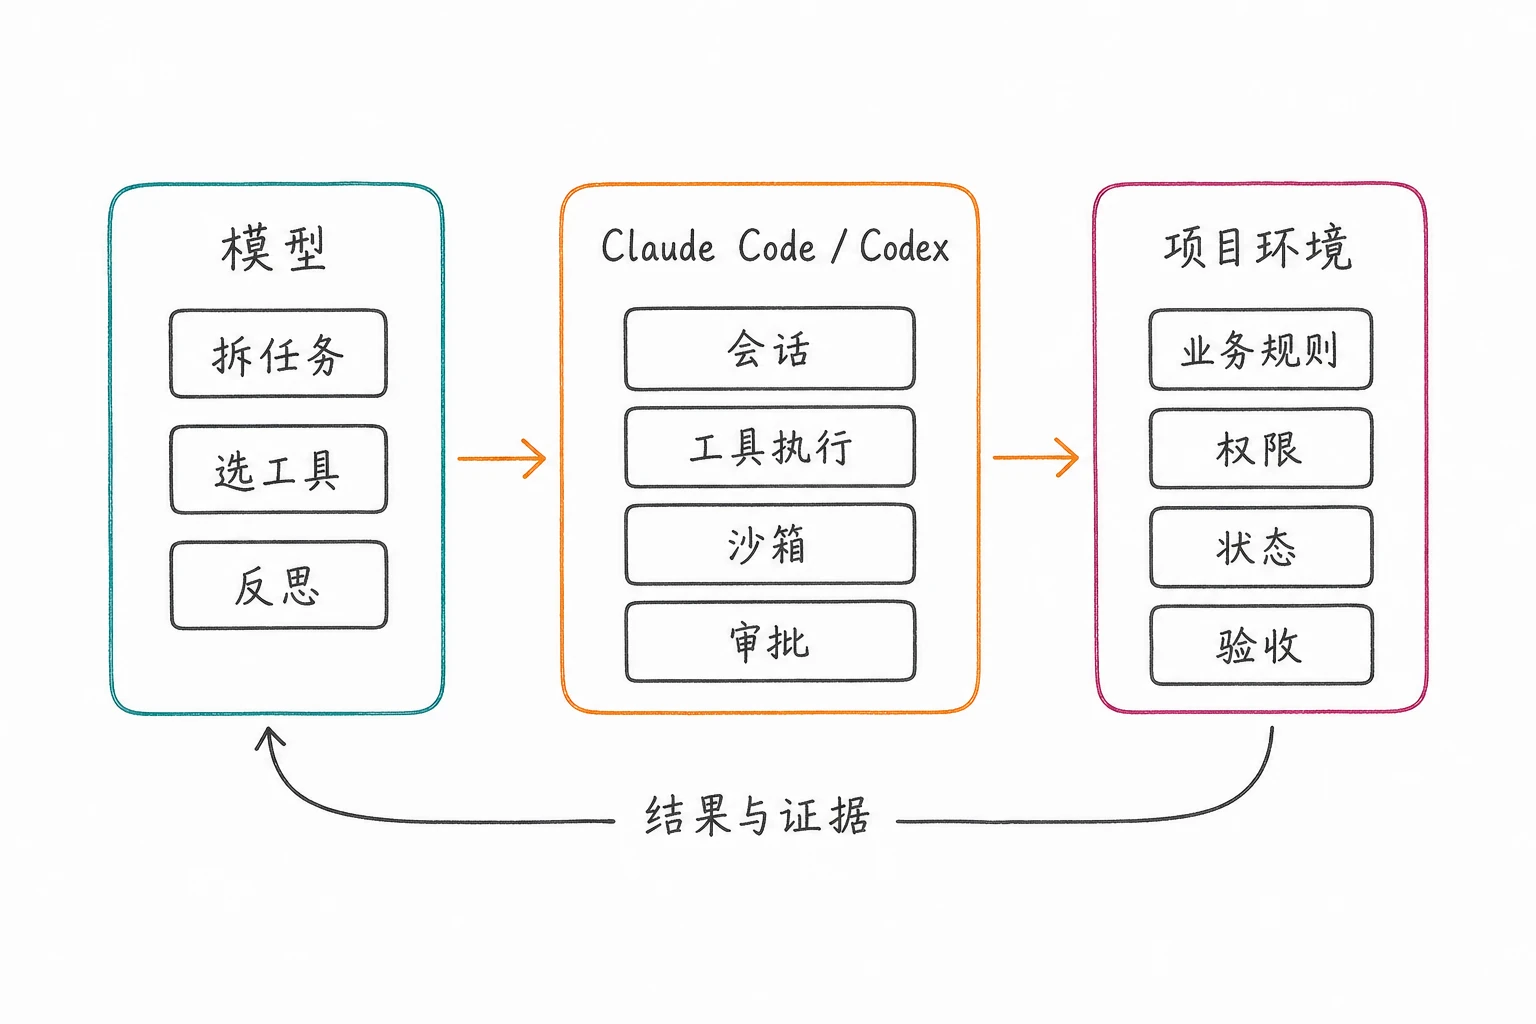 模型
拆任务
选工具
反思
Claude Code / Codex
会话
工具执行
沙箱
审批
项目环境
业务规则
权限
状态
验收
结果与证据